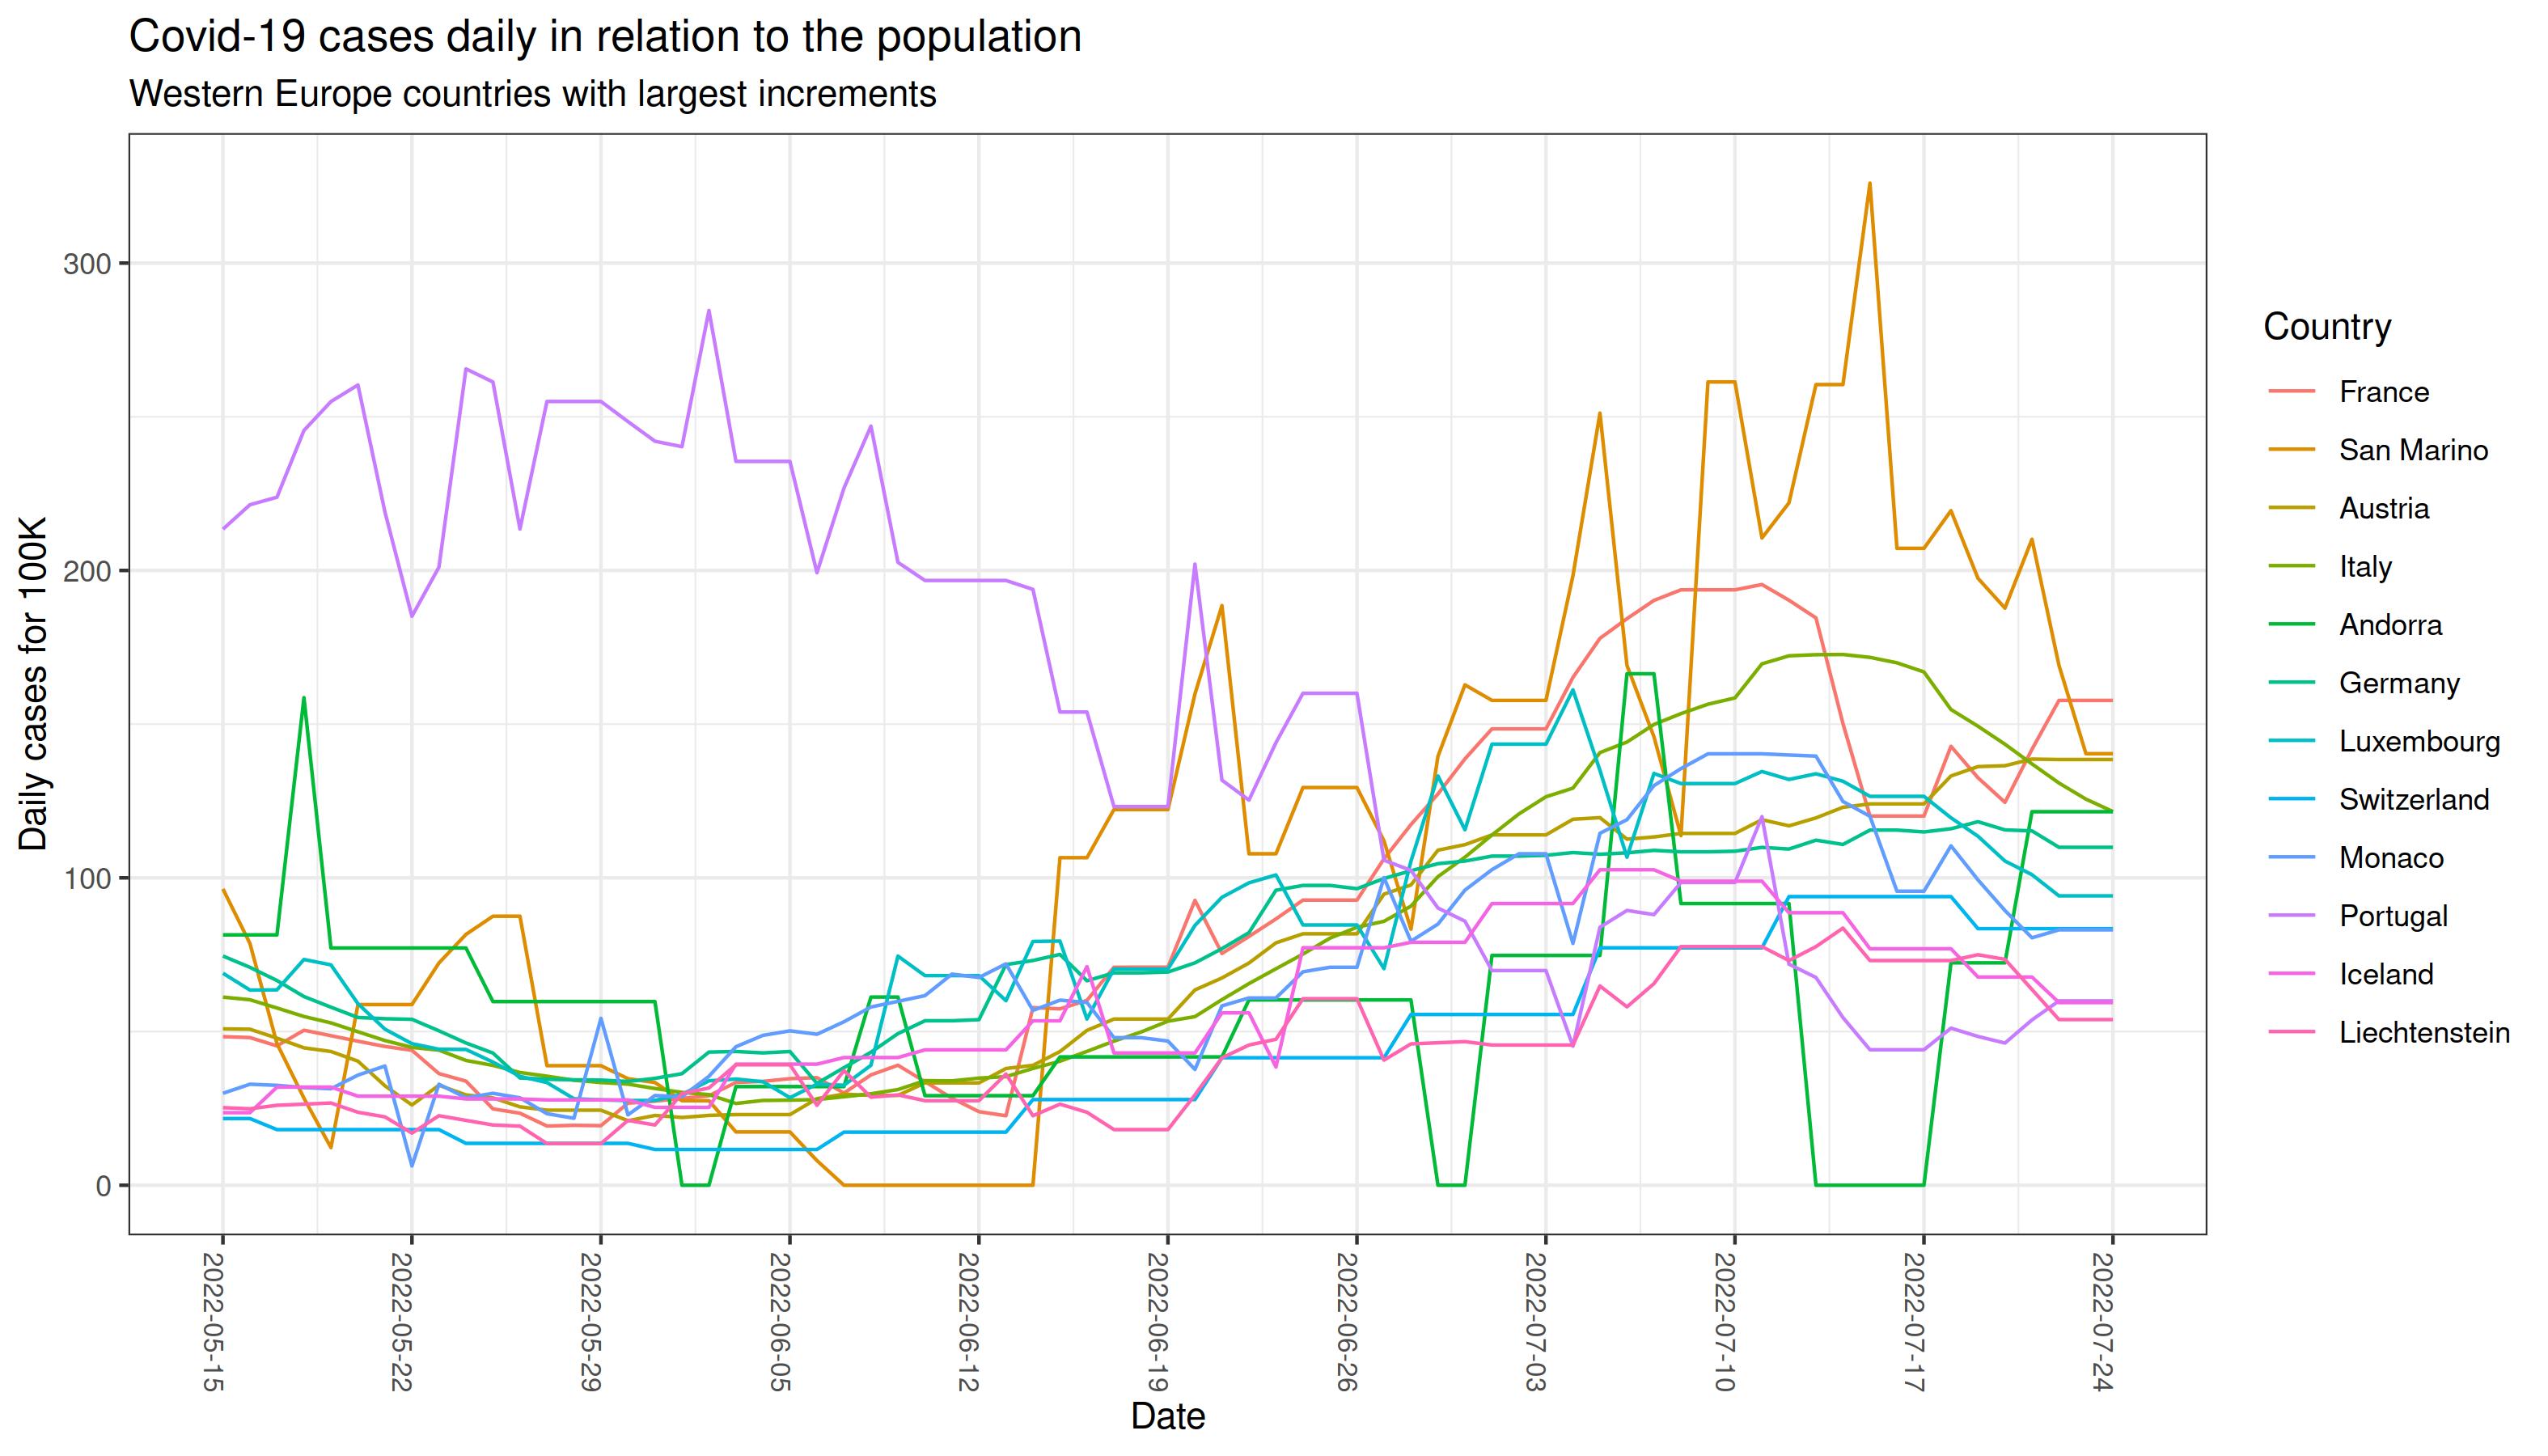 Covid-19 cases daily in relation to the population
Western Europe countries with largest increments
Daily cases for 100K
300
200
100
0
2022-05-15
2022-05-22
2022-05-29
2022-06-05
2022-06-12
2022-06-19
2022-06-26
2022-07-03
2022-07-10
2022-07-17
2022-07-24
Date
Country
France
San Marino
Austria
Italy
Andorra
Germany
Luxembourg
Switzerland
Monaco
Portugal
Iceland
Liechtenstein